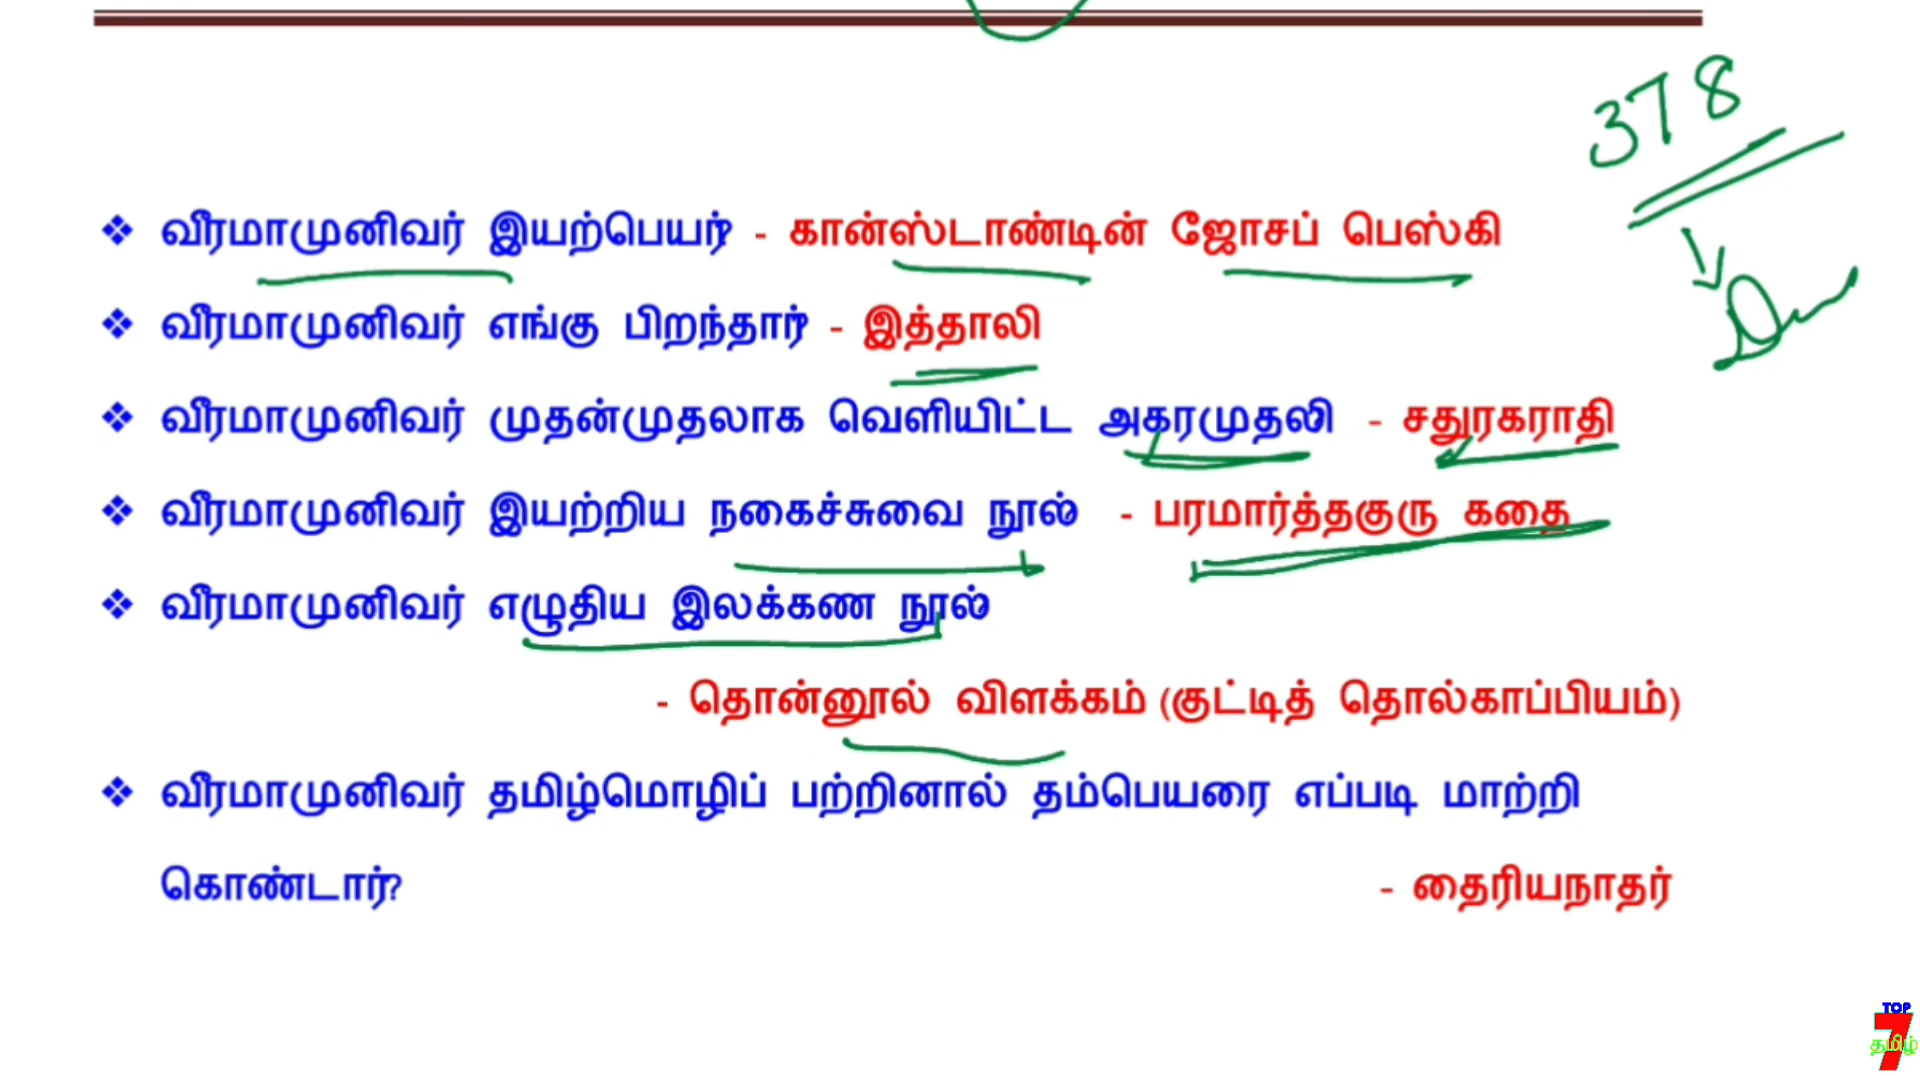 378
❖ வீரமாமுனிவர் இயற்பெயர்? - கான்ஸ்டாண்டின் ஜோசப் பெஸ்கி
❖ வீரமாமுனிவர் எங்கு பிறந்தார்? - இத்தாலி
❖ வீரமாமுனிவர் முதன்முதலாக வெளியிட்ட அகரமுதலி - சதுரகராதி
❖ வீரமாமுனிவர் இயற்றிய நகைச்சுவை நூல் - பரமார்த்தகுரு கதை
❖ வீரமாமுனிவர் எழுதிய இலக்கண நூல்
- தொன்னூல் விளக்கம் (குட்டித் தொல்காப்பியம்)
❖ வீரமாமுனிவர் தமிழ்மொழிப் பற்றினால் தம்பெயரை எப்படி மாற்றி
கொண்டார்? - தைரியநாதர்
TOP
7
தமிழ்